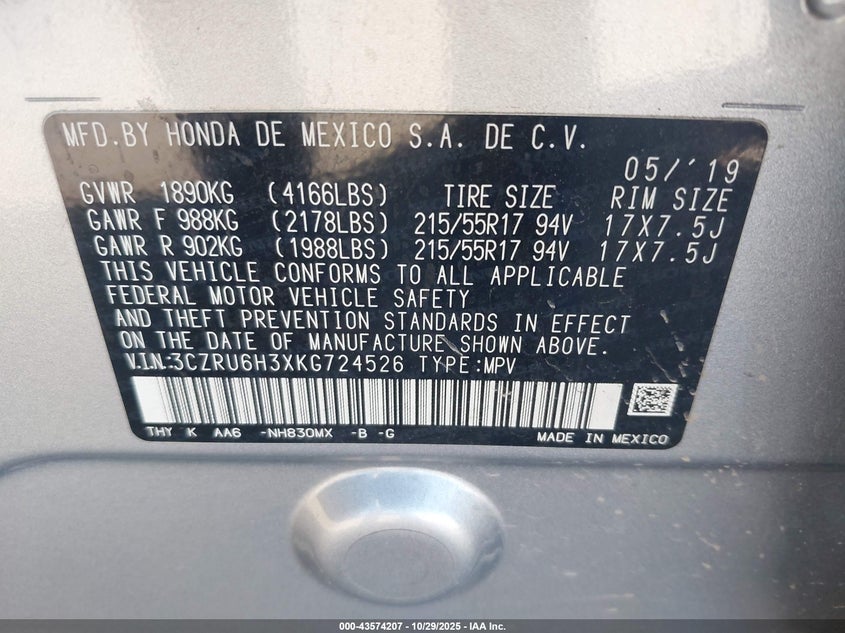 MFD.BY HONDA DE MEXICO S.A. DE C.V.
05/'19
GVWR 1890KG (4166LBS) TIRE SIZE RIM SIZE
GAWR F 988KG (2178LBS) 215/55R17 94V 17X7.5J
GAWR R 902KG (1988LBS) 215/55R17 94V 17X7.5J
THIS VEHICLE CONFORMS TO ALL APPLICABLE
FEDERAL MOTOR VEHICLE SAFETY
AND THEFT PREVENTION STANDARDS IN EFFECT
ON THE DATE OF MANUFACTURE SHOWN ABOVE.
V.I.N:3CZRU6H3XKG724526 TYPE:MPV
THY K AA6 -NH830MX -B -G MADE IN MEXICO
000-43574207 - 10/29/2025 - IAA Inc.